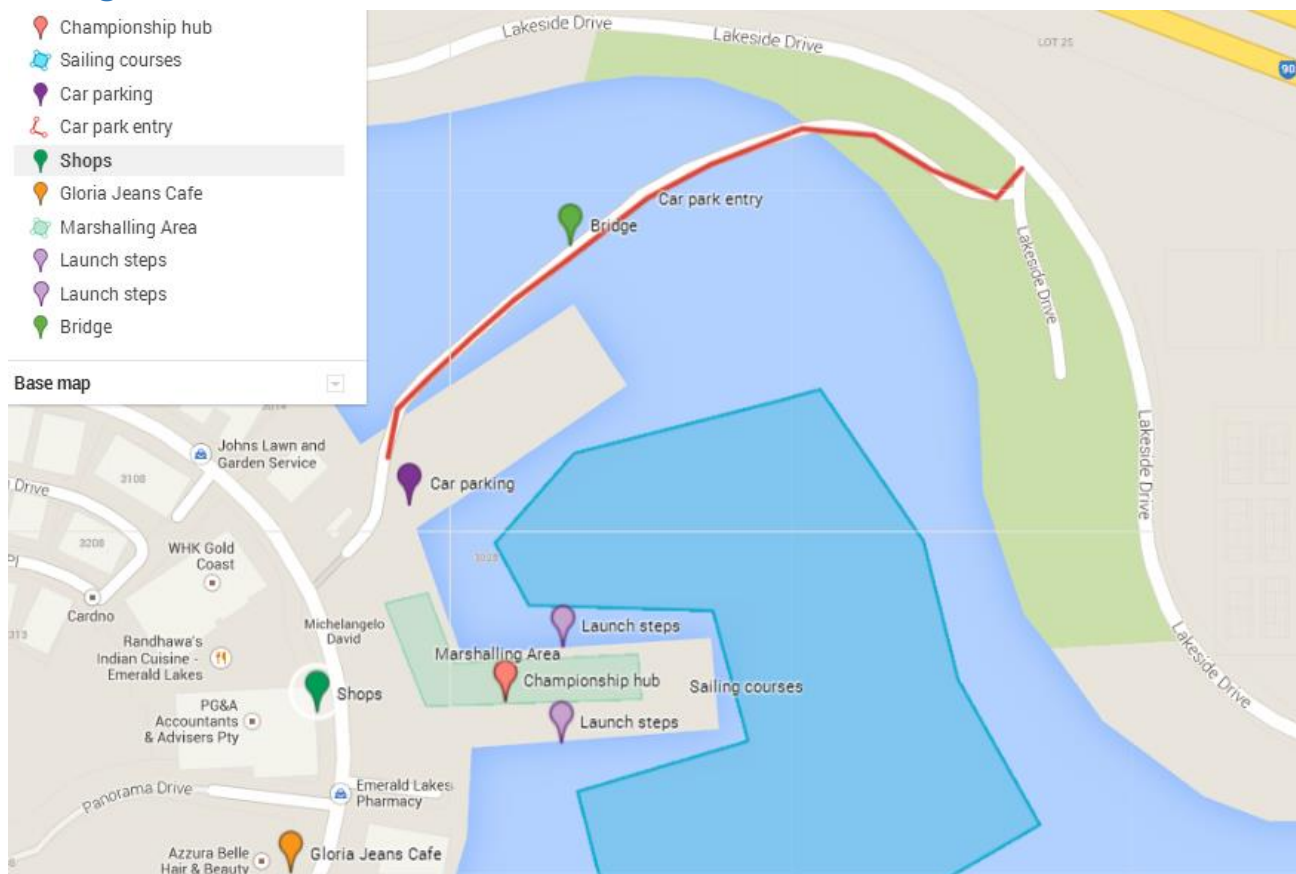 Championship hub
Sailing courses
Car parking
Car park entry
Shops
Gloria Jeans Cafe
Marshalling Area
Launch steps
Launch steps
Bridge
Base map
Lakeside Drive
Lakeside Drive
LOT 25
90
Car park entry
Bridge
Lakeside Drive
Lakeside Drive
Lakeside Drive
Johns Lawn and
Garden Service
3108
Drive
3208
WHK Gold
Coast
Cardno
313
Car parking
3028
Michelangelo
David
Randhawa's
Indian Cuisine -
Emerald Lakes
Launch steps
Marshalling Area
Championship hub
Sailing courses
Launch steps
Shops
PG&A
Accountants
& Advisers Pty
Panorama Drive
Emerald Lakes
Pharmacy
Azzura Belle
Hair & Beauty
Gloria Jeans Cafe